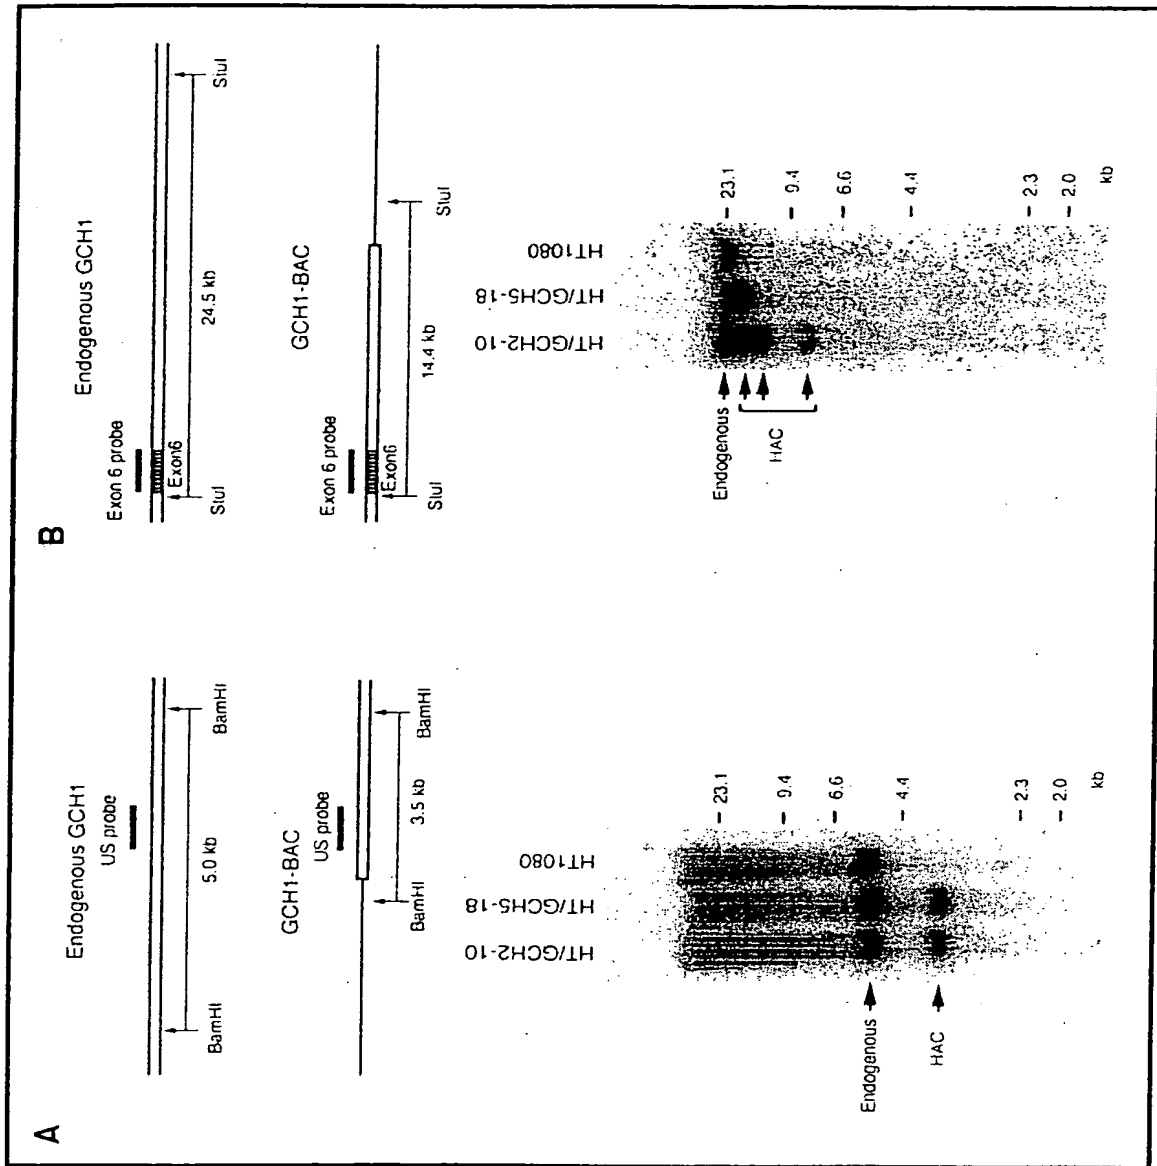 A
Endogenous GCH1
US probe
BamHI
BamHI
5.0 kb
GCH1-BAC
US probe
BamHI
BamHI
3.5 kb
HT/GCH2-10
HT/GCH5-18
HT1080
23.1
9.4
6.6
4.4
2.3
2.0
kb
Endogenous
HAC
B
Endogenous GCH1
Exon 6 probe
Exon6
StuI
StuI
24.5 kb
GCH1-BAC
Exon 6 probe
Exon6
StuI
StuI
14.4 kb
HT/GCH2-10
HT/GCH5-18
HT1080
23.1
9.4
6.6
4.4
2.3
2.0
kb
Endogenous
HAC